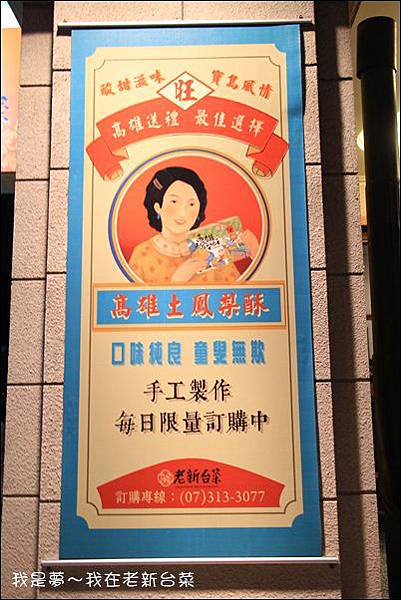 酸甜滋味 寶島風情
旺
高雄送禮 最佳選擇
高雄土鳳梨酥
口味純良 童叟無欺
手工製作
每日限量訂購中
老新台菜
訂購專線：(07)313-3077
我是夢～我在老新台菜